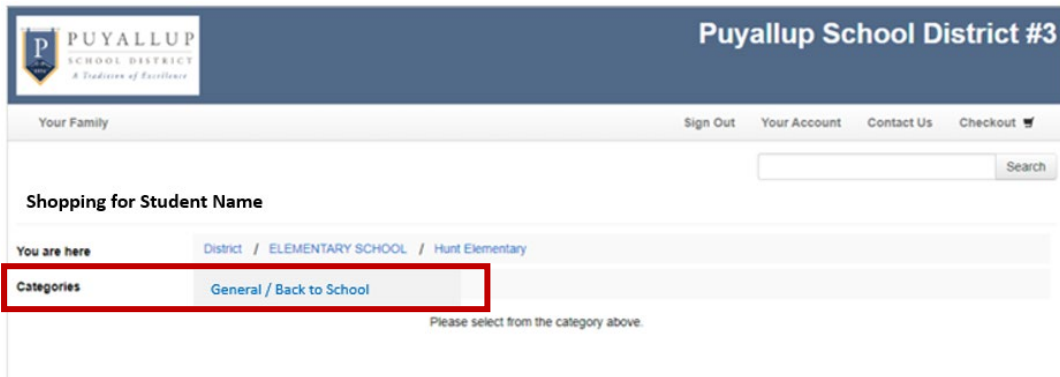 P PUYALLUP
SCHOOL DISTRICT
A Tradition of Excellence
Puyallup School District #3
Your Family Sign Out Your Account Contact Us Checkout
Search
Shopping for Student Name
You are here District / ELEMENTARY SCHOOL / Hunt Elementary
Categories General / Back to School
Please select from the category above.